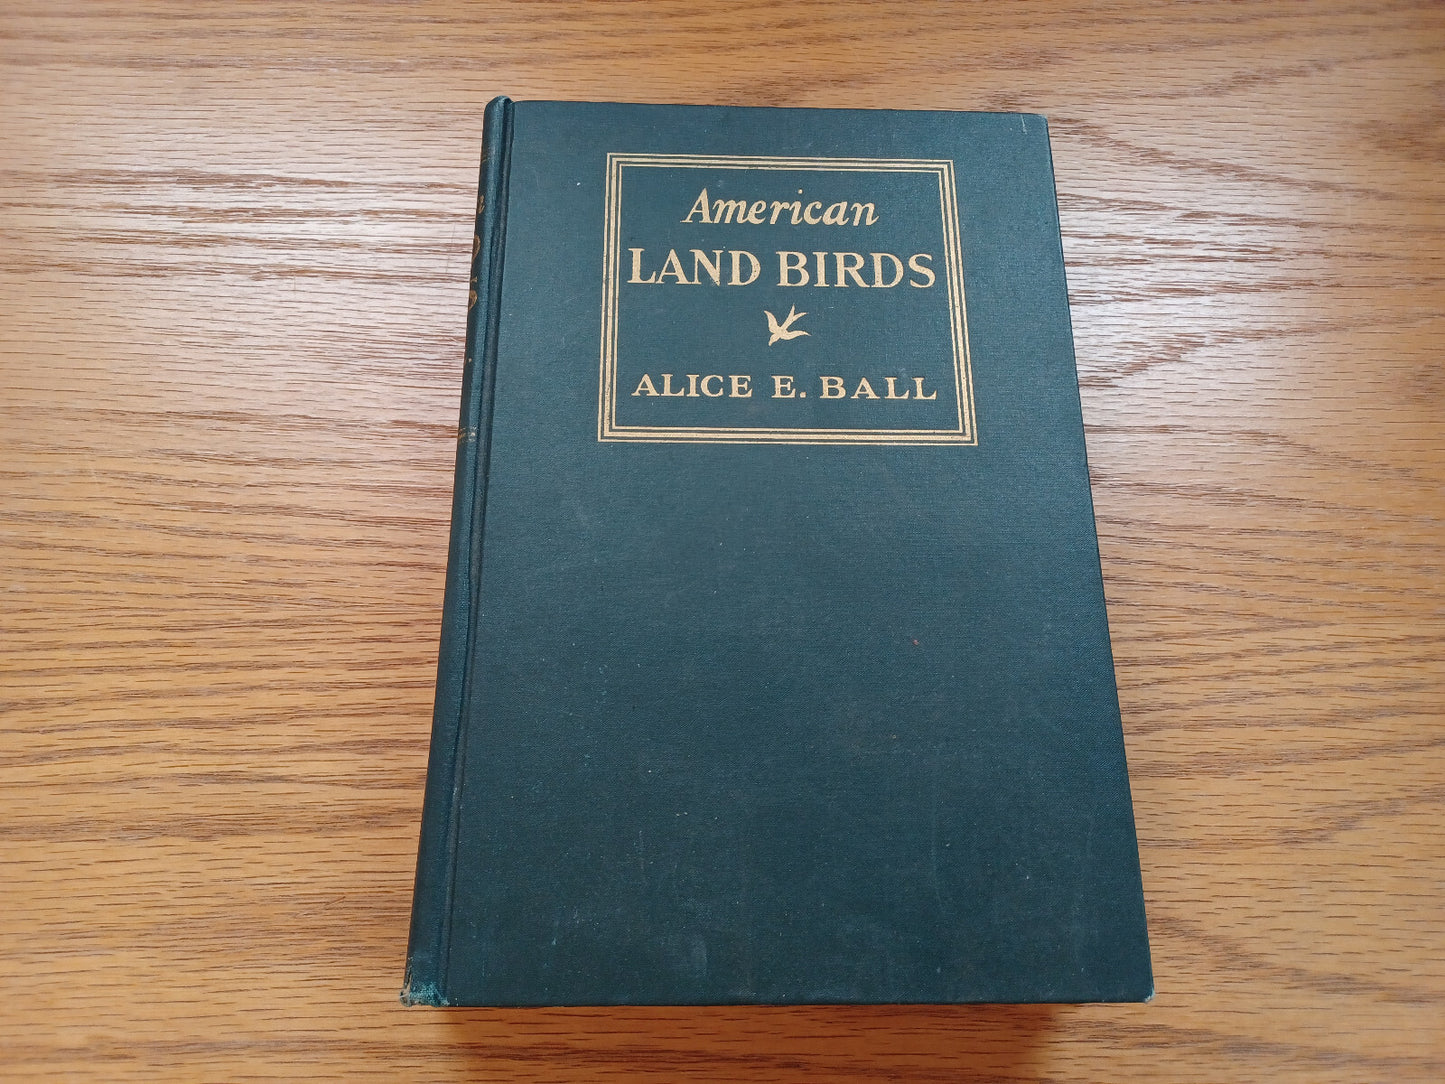 American
LAND BIRDS
ALICE E. BALL